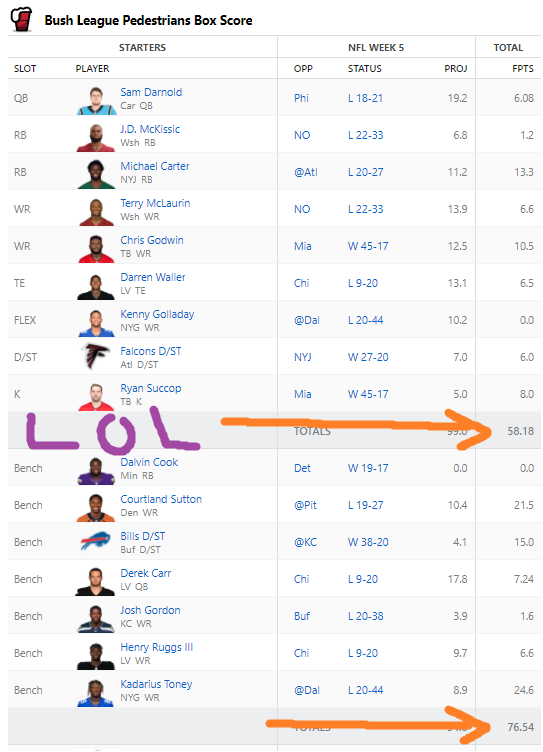 Bush League Pedestrians Box Score
STARTERS NFL WEEK 5 TOTAL
SLOT PLAYER OPP STATUS PROJ FPTS
QB Sam Darnold Car QB Phi L 18-21 19.2 6.08
RB J.D. McKissic Wsh RB NO L 22-33 6.8 1.2
RB Michael Carter NYJ RB @Atl L 20-27 11.2 13.3
WR Terry McLaurin Wsh WR NO L 22-33 13.9 6.6
WR Chris Godwin TB WR Mia W 45-17 12.5 10.5
TE Darren Waller LV TE Chi L 9-20 13.1 6.5
FLEX Kenny Golladay NYG WR @Dal L 20-44 10.2 0.0
D/ST Falcons D/ST Atl D/ST NYJ W 27-20 7.0 6.0
K Ryan Succop TB K Mia W 45-17 5.0 8.0
LOL TOTALS 99.0 58.18
Bench Dalvin Cook Min RB Det W 19-17 0.0 0.0
Bench Courtland Sutton Den WR @Pit L 19-27 10.4 21.5
Bench Bills D/ST Buf D/ST @KC W 38-20 4.1 15.0
Bench Derek Carr LV QB Chi L 9-20 17.8 7.24
Bench Josh Gordon KC WR Buf L 20-38 3.9 1.6
Bench Henry Ruggs III LV WR Chi L 9-20 9.7 6.6
Bench Kadarius Toney NYG WR @Dal L 20-44 8.9 24.6
TOTALS 76.54